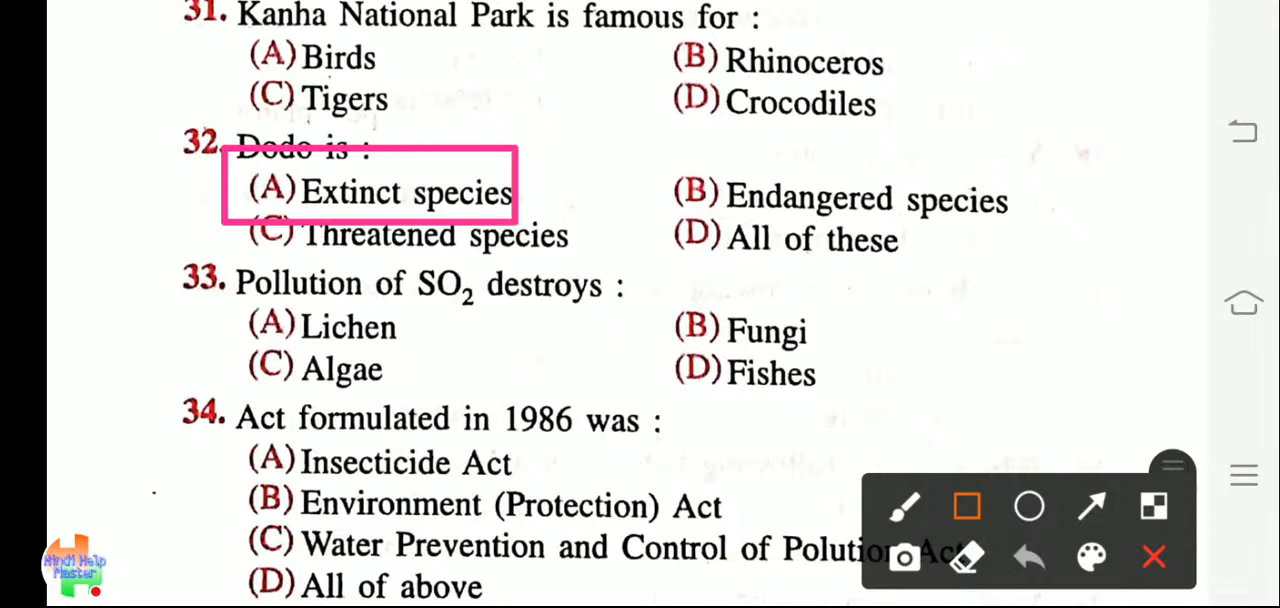 31. Kanha National Park is famous for :
(A) Birds (B) Rhinoceros
(C) Tigers (D) Crocodiles
32. Dodo is :
(A) Extinct species (B) Endangered species
(C) Threatened species (D) All of these
33. Pollution of SO₂ destroys :
(A) Lichen (B) Fungi
(C) Algae (D) Fishes
34. Act formulated in 1986 was :
(A) Insecticide Act
(B) Environment (Protection) Act
(C) Water Prevention and Control of Polution Act
(D) All of above
Hindi Help
Master